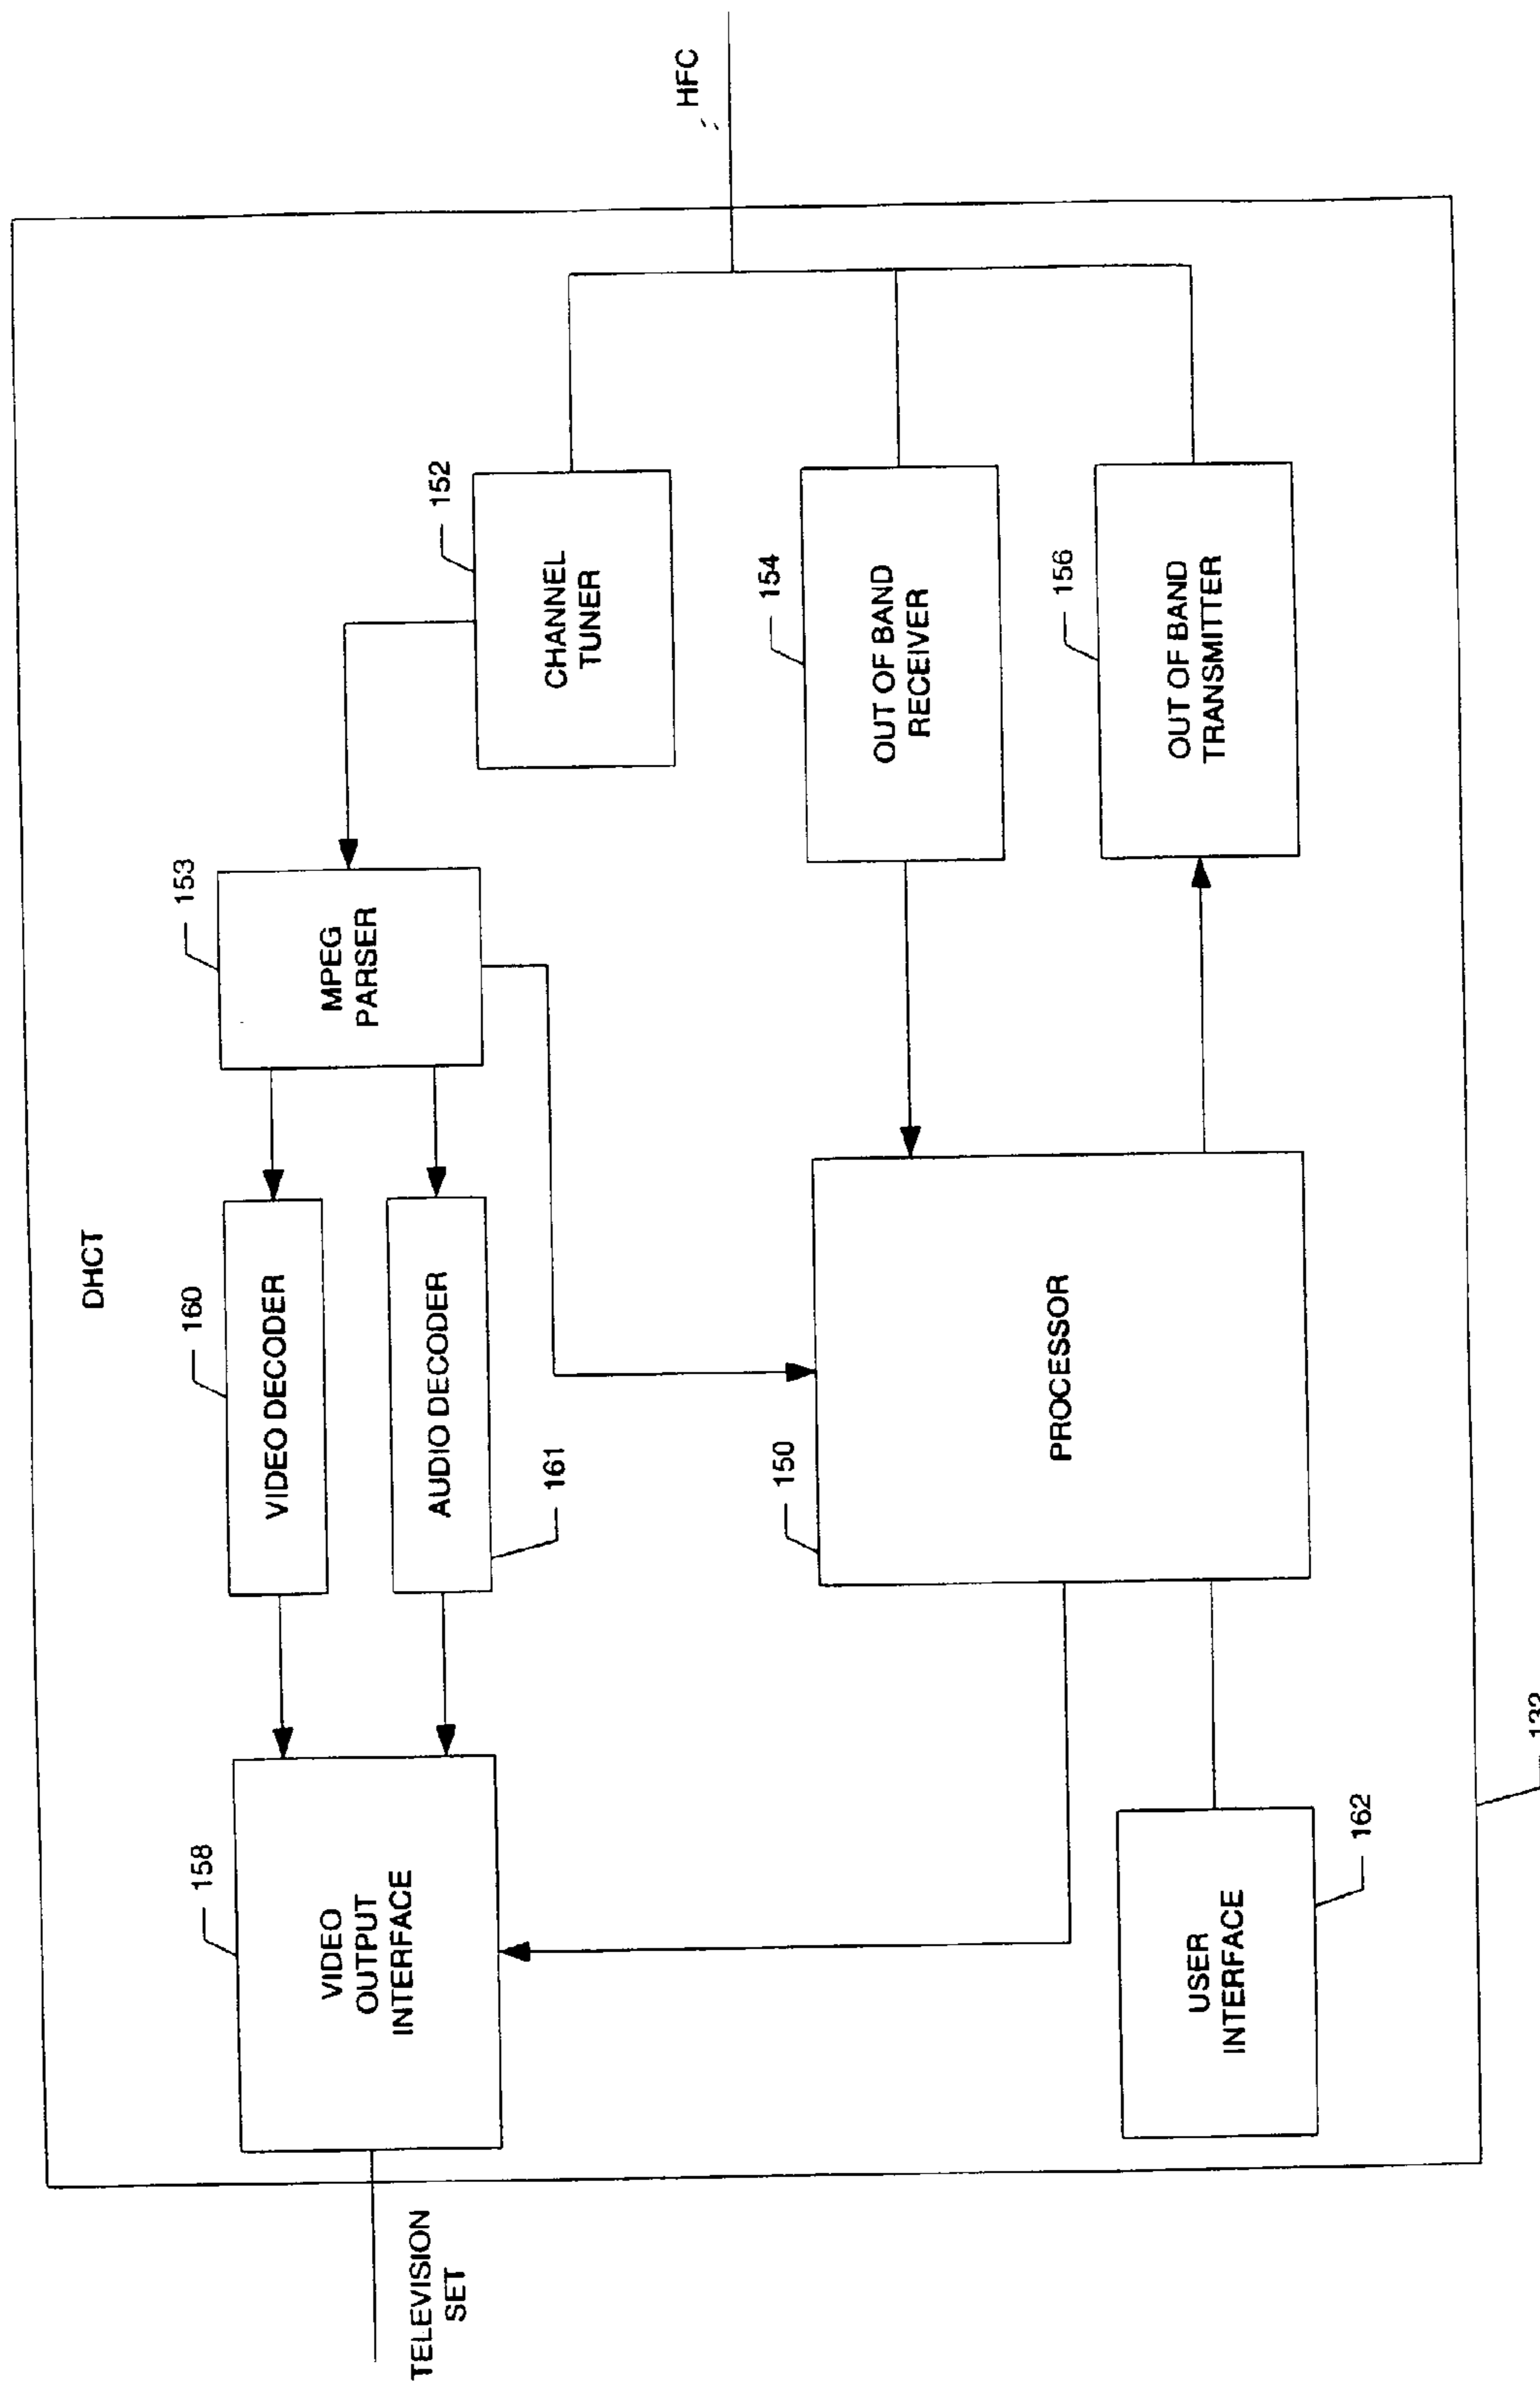 DHCT
158
160
153
VIDEO
OUTPUT
INTERFACE
VIDEO DECODER
MPEG
PARSER
TELEVISION
SET
AUDIO DECODER
161
152
CHANNEL
TUNER
HFC
150
154
OUT OF BAND
RECEIVER
PROCESSOR
156
USER
INTERFACE
OUT OF BAND
TRANSMITTER
162